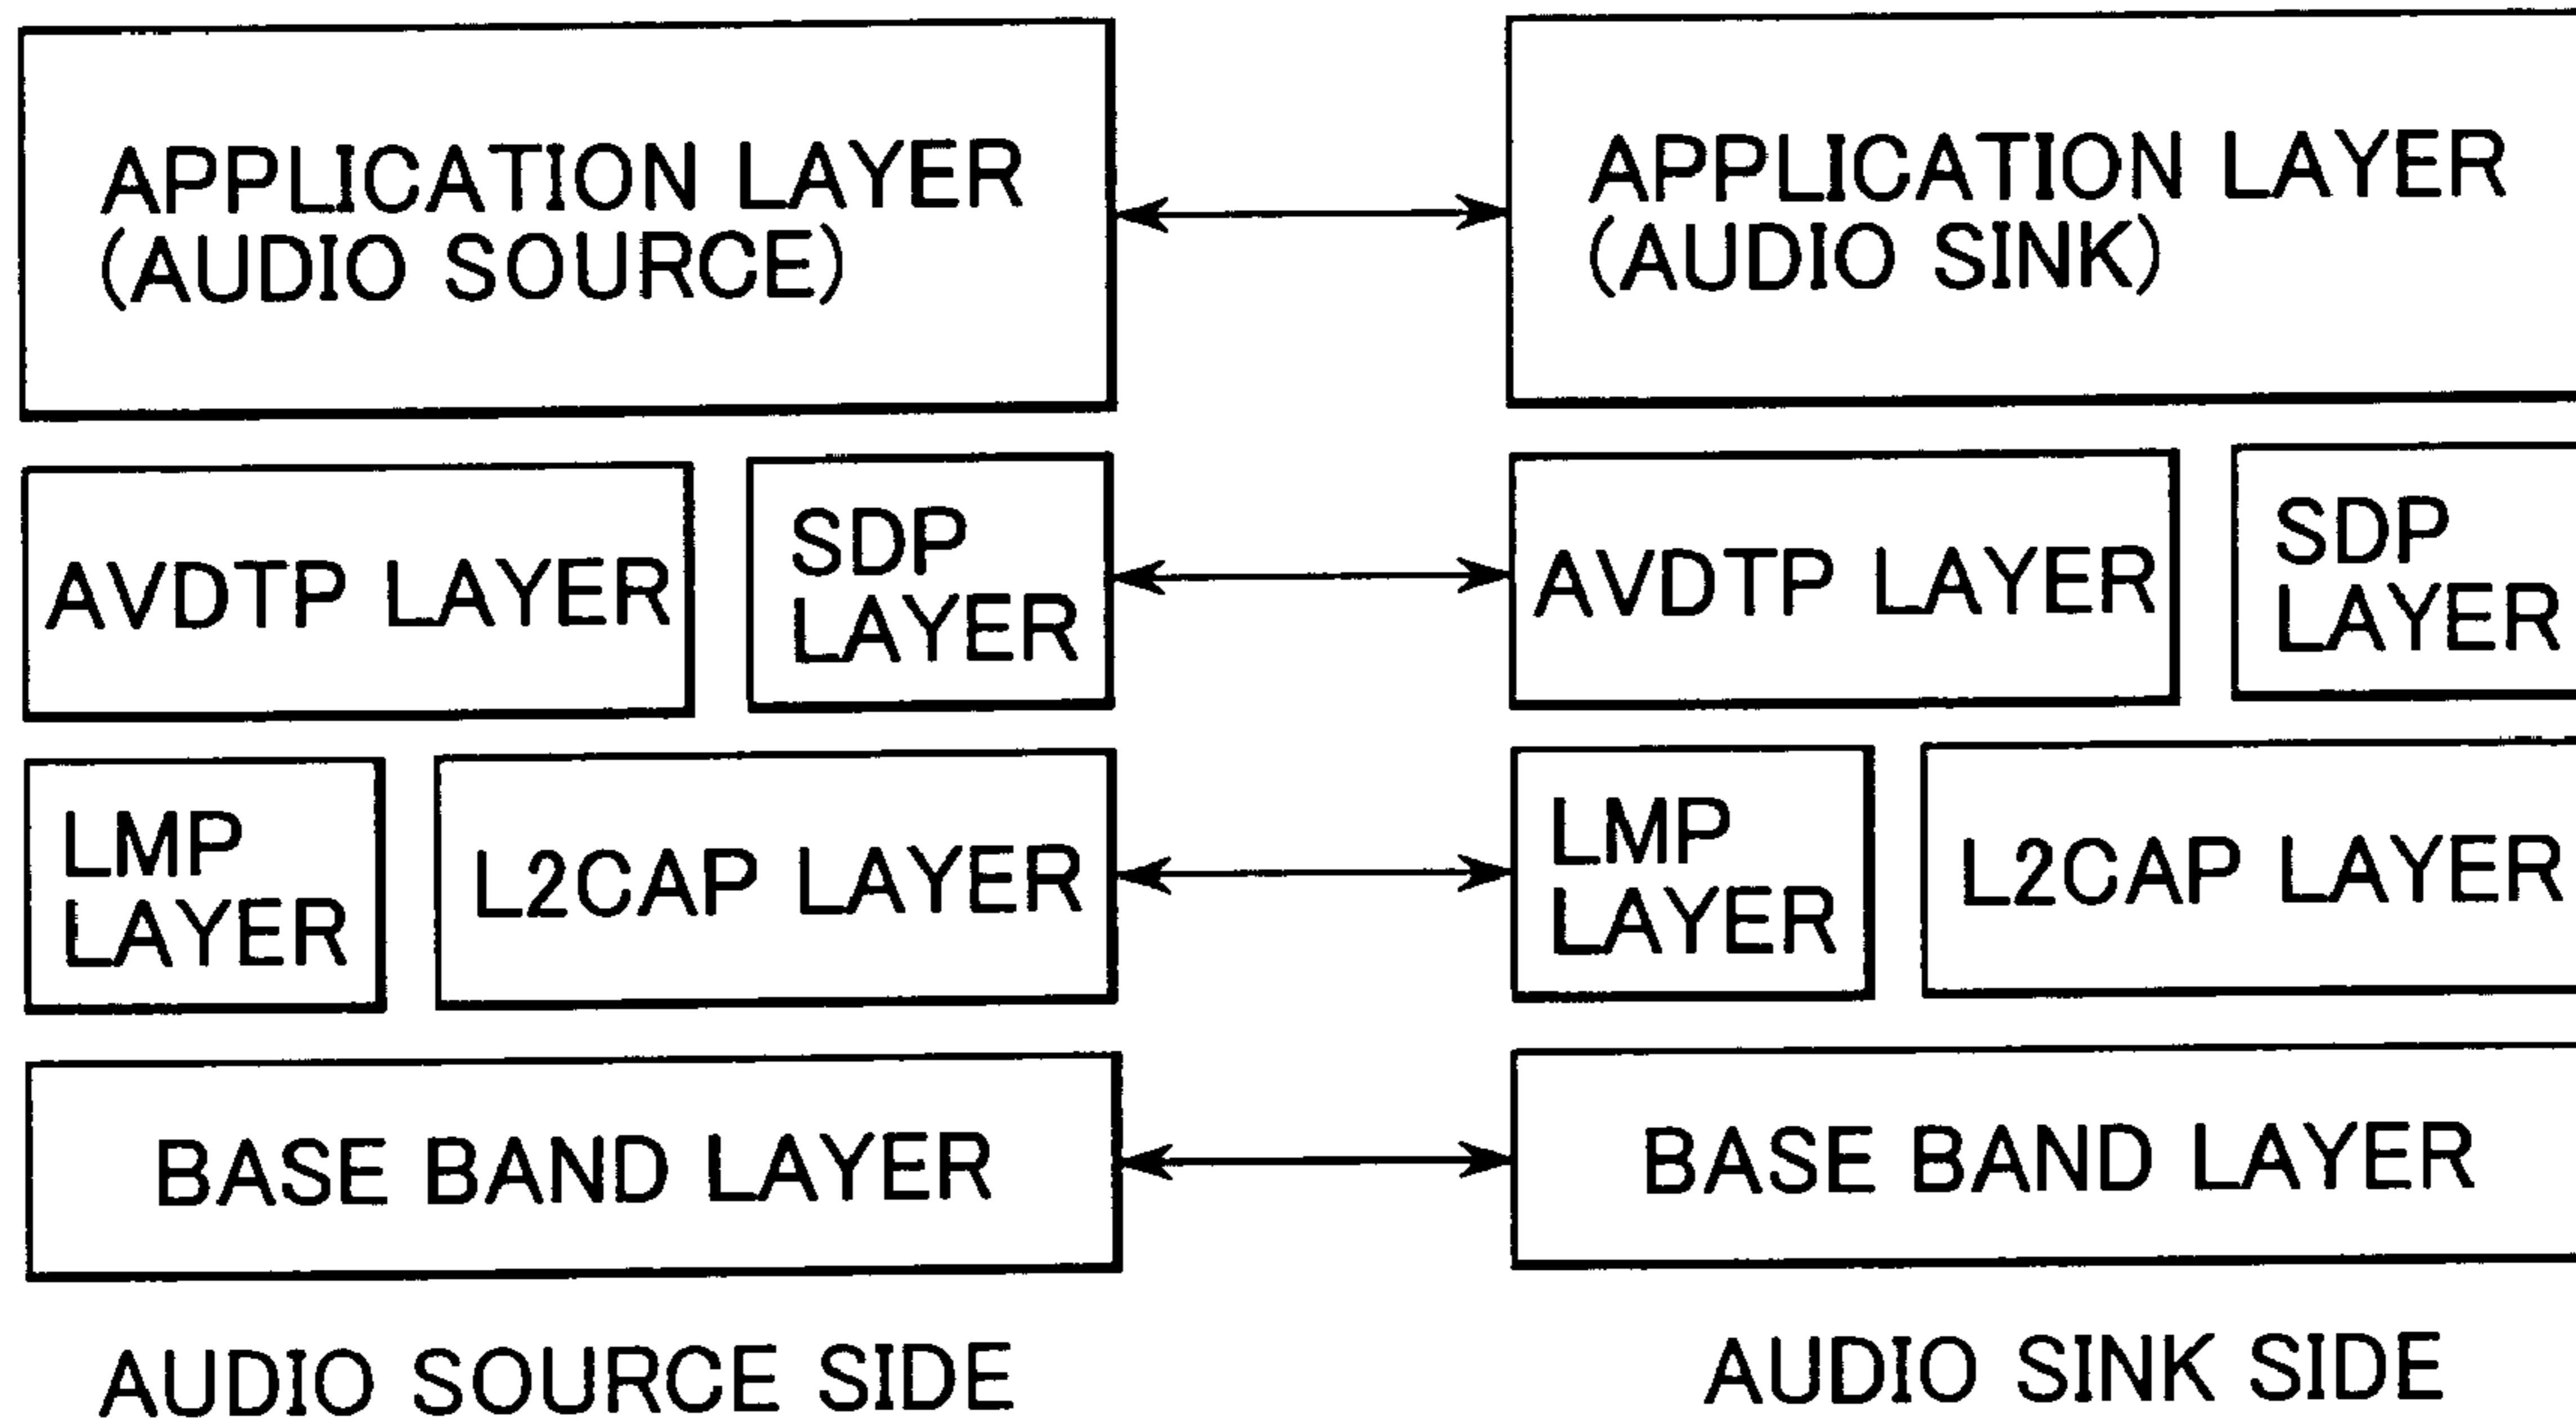 APPLICATION LAYER
(AUDIO SOURCE)
APPLICATION LAYER
(AUDIO SINK)
AVDTP LAYER
SDP
LAYER
AVDTP LAYER
SDP
LAYER
LMP
LAYER
L2CAP LAYER
LMP
LAYER
L2CAP LAYER
BASE BAND LAYER
BASE BAND LAYER
AUDIO SOURCE SIDE
AUDIO SINK SIDE